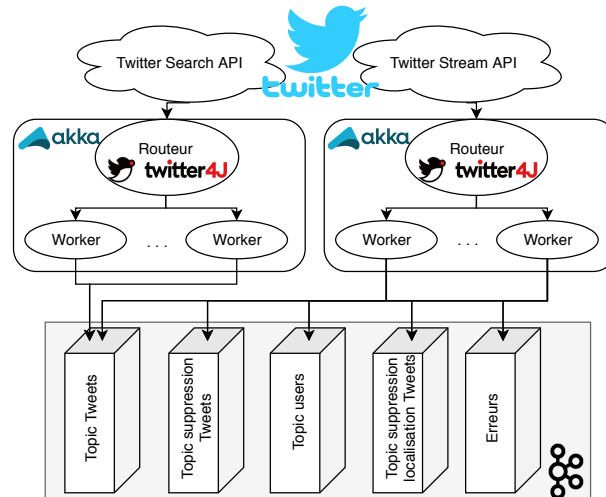 Twitter Search API
twitter
Twitter Stream API
akka
Routeur
twitter4J
Worker
. . .
Worker
akka
Routeur
twitter4J
Worker
. . .
Worker
Topic Tweets
Topic suppression
Tweets
Topic users
Topic suppression
localisation Tweets
Erreurs